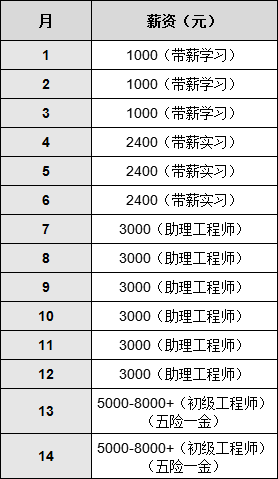 月 薪资（元）
1 1000（带薪学习）
2 1000（带薪学习）
3 1000（带薪学习）
4 2400（带薪实习）
5 2400（带薪实习）
6 2400（带薪实习）
7 3000（助理工程师）
8 3000（助理工程师）
9 3000（助理工程师）
10 3000（助理工程师）
11 3000（助理工程师）
12 3000（助理工程师）
13 5000-8000+（初级工程师）
（五险一金）
14 5000-8000+（初级工程师）
（五险一金）